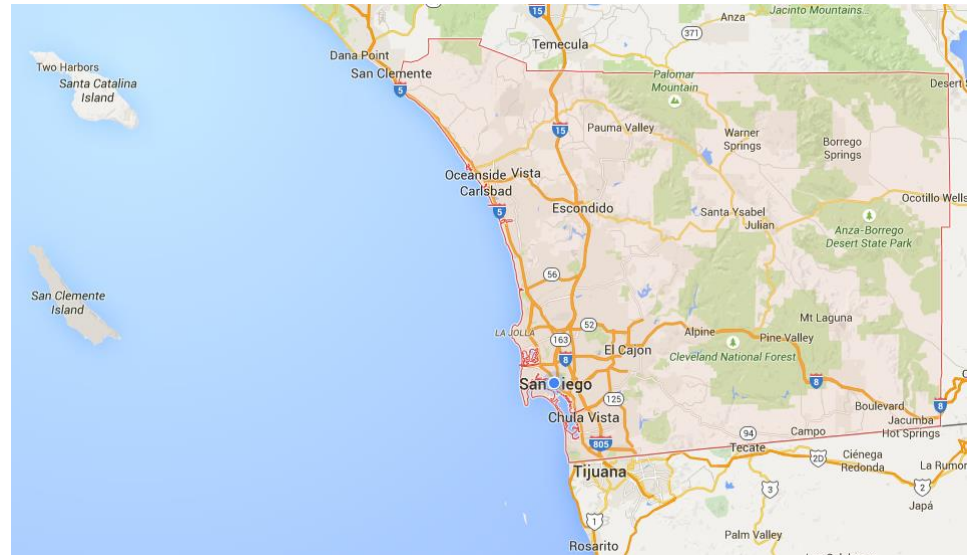 15
371
Anza
Jacinto Mountains...
Temecula
Dana Point
San Clemente
5
Palomar
Mountain
Two Harbors
Santa Catalina
Island
15
Pauma Valley
Warner
Springs
Borrego
Springs
Oceanside
Vista
Carlsbad
5
Escondido
Santa Ysabel
Julian
Ocotillo Wells
Anza-Borrego
Desert State Park
56
San Clemente
Island
LA JOLLA
163
52
Mt Laguna
Alpine
Pine Valley
8
El Cajon
Cleveland National Forest
8
San Diego
125
Chula Vista
Boulevard
8
Jacumba
Hot Springs
805
94
Campo
Tecate
2D
Ciénega
Redonda
Tijuana
3
2
Japá
1
Palm Valley
Rosarito